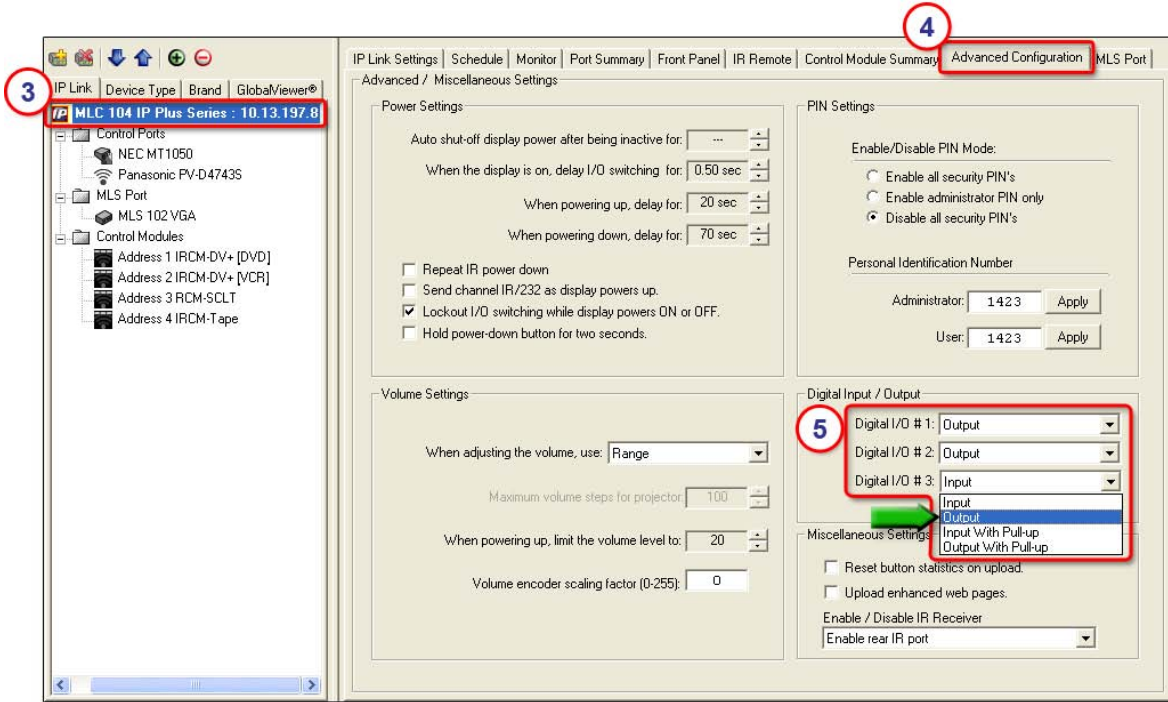 4
IP Link Settings Schedule Monitor Port Summary Front Panel IR Remote Control Module Summary Advanced Configuration MLS Port
3
IP Link Device Type Brand GlobalViewer®
IP MLC 104 IP Plus Series : 10.13.197.8
Control Ports
NEC MT1050
Panasonic PV-D4743S
MLS Port
MLS 102 VGA
Control Modules
Address 1 IRCM-DV+ [DVD]
Address 2 IRCM-DV+ [VCR]
Address 3 RCM-SCLT
Address 4 IRCM-Tape
Advanced / Miscellaneous Settings
Power Settings
Auto shut-off display power after being inactive for: ---
When the display is on, delay I/O switching for: 0.50 sec
When powering up, delay for: 20 sec
When powering down, delay for: 70 sec
Repeat IR power down
Send channel IR/232 as display powers up.
Lockout I/O switching while display powers ON or OFF.
Hold power-down button for two seconds.
PIN Settings
Enable/Disable PIN Mode:
Enable all security PIN's
Enable administrator PIN only
Disable all security PIN's
Personal Identification Number
Administrator: 1423 Apply
User: 1423 Apply
Volume Settings
When adjusting the volume, use: Range
Maximum volume steps for projector: 100
When powering up, limit the volume level to: 20
Volume encoder scaling factor (0-255): 0
Digital Input / Output
5
Digital I/O # 1: Output
Digital I/O # 2: Output
Digital I/O # 3: Input
Input
Output
Input With Pull-up
Output With Pull-up
Miscellaneous Settings
Reset button statistics on upload.
Upload enhanced web pages.
Enable / Disable IR Receiver
Enable rear IR port